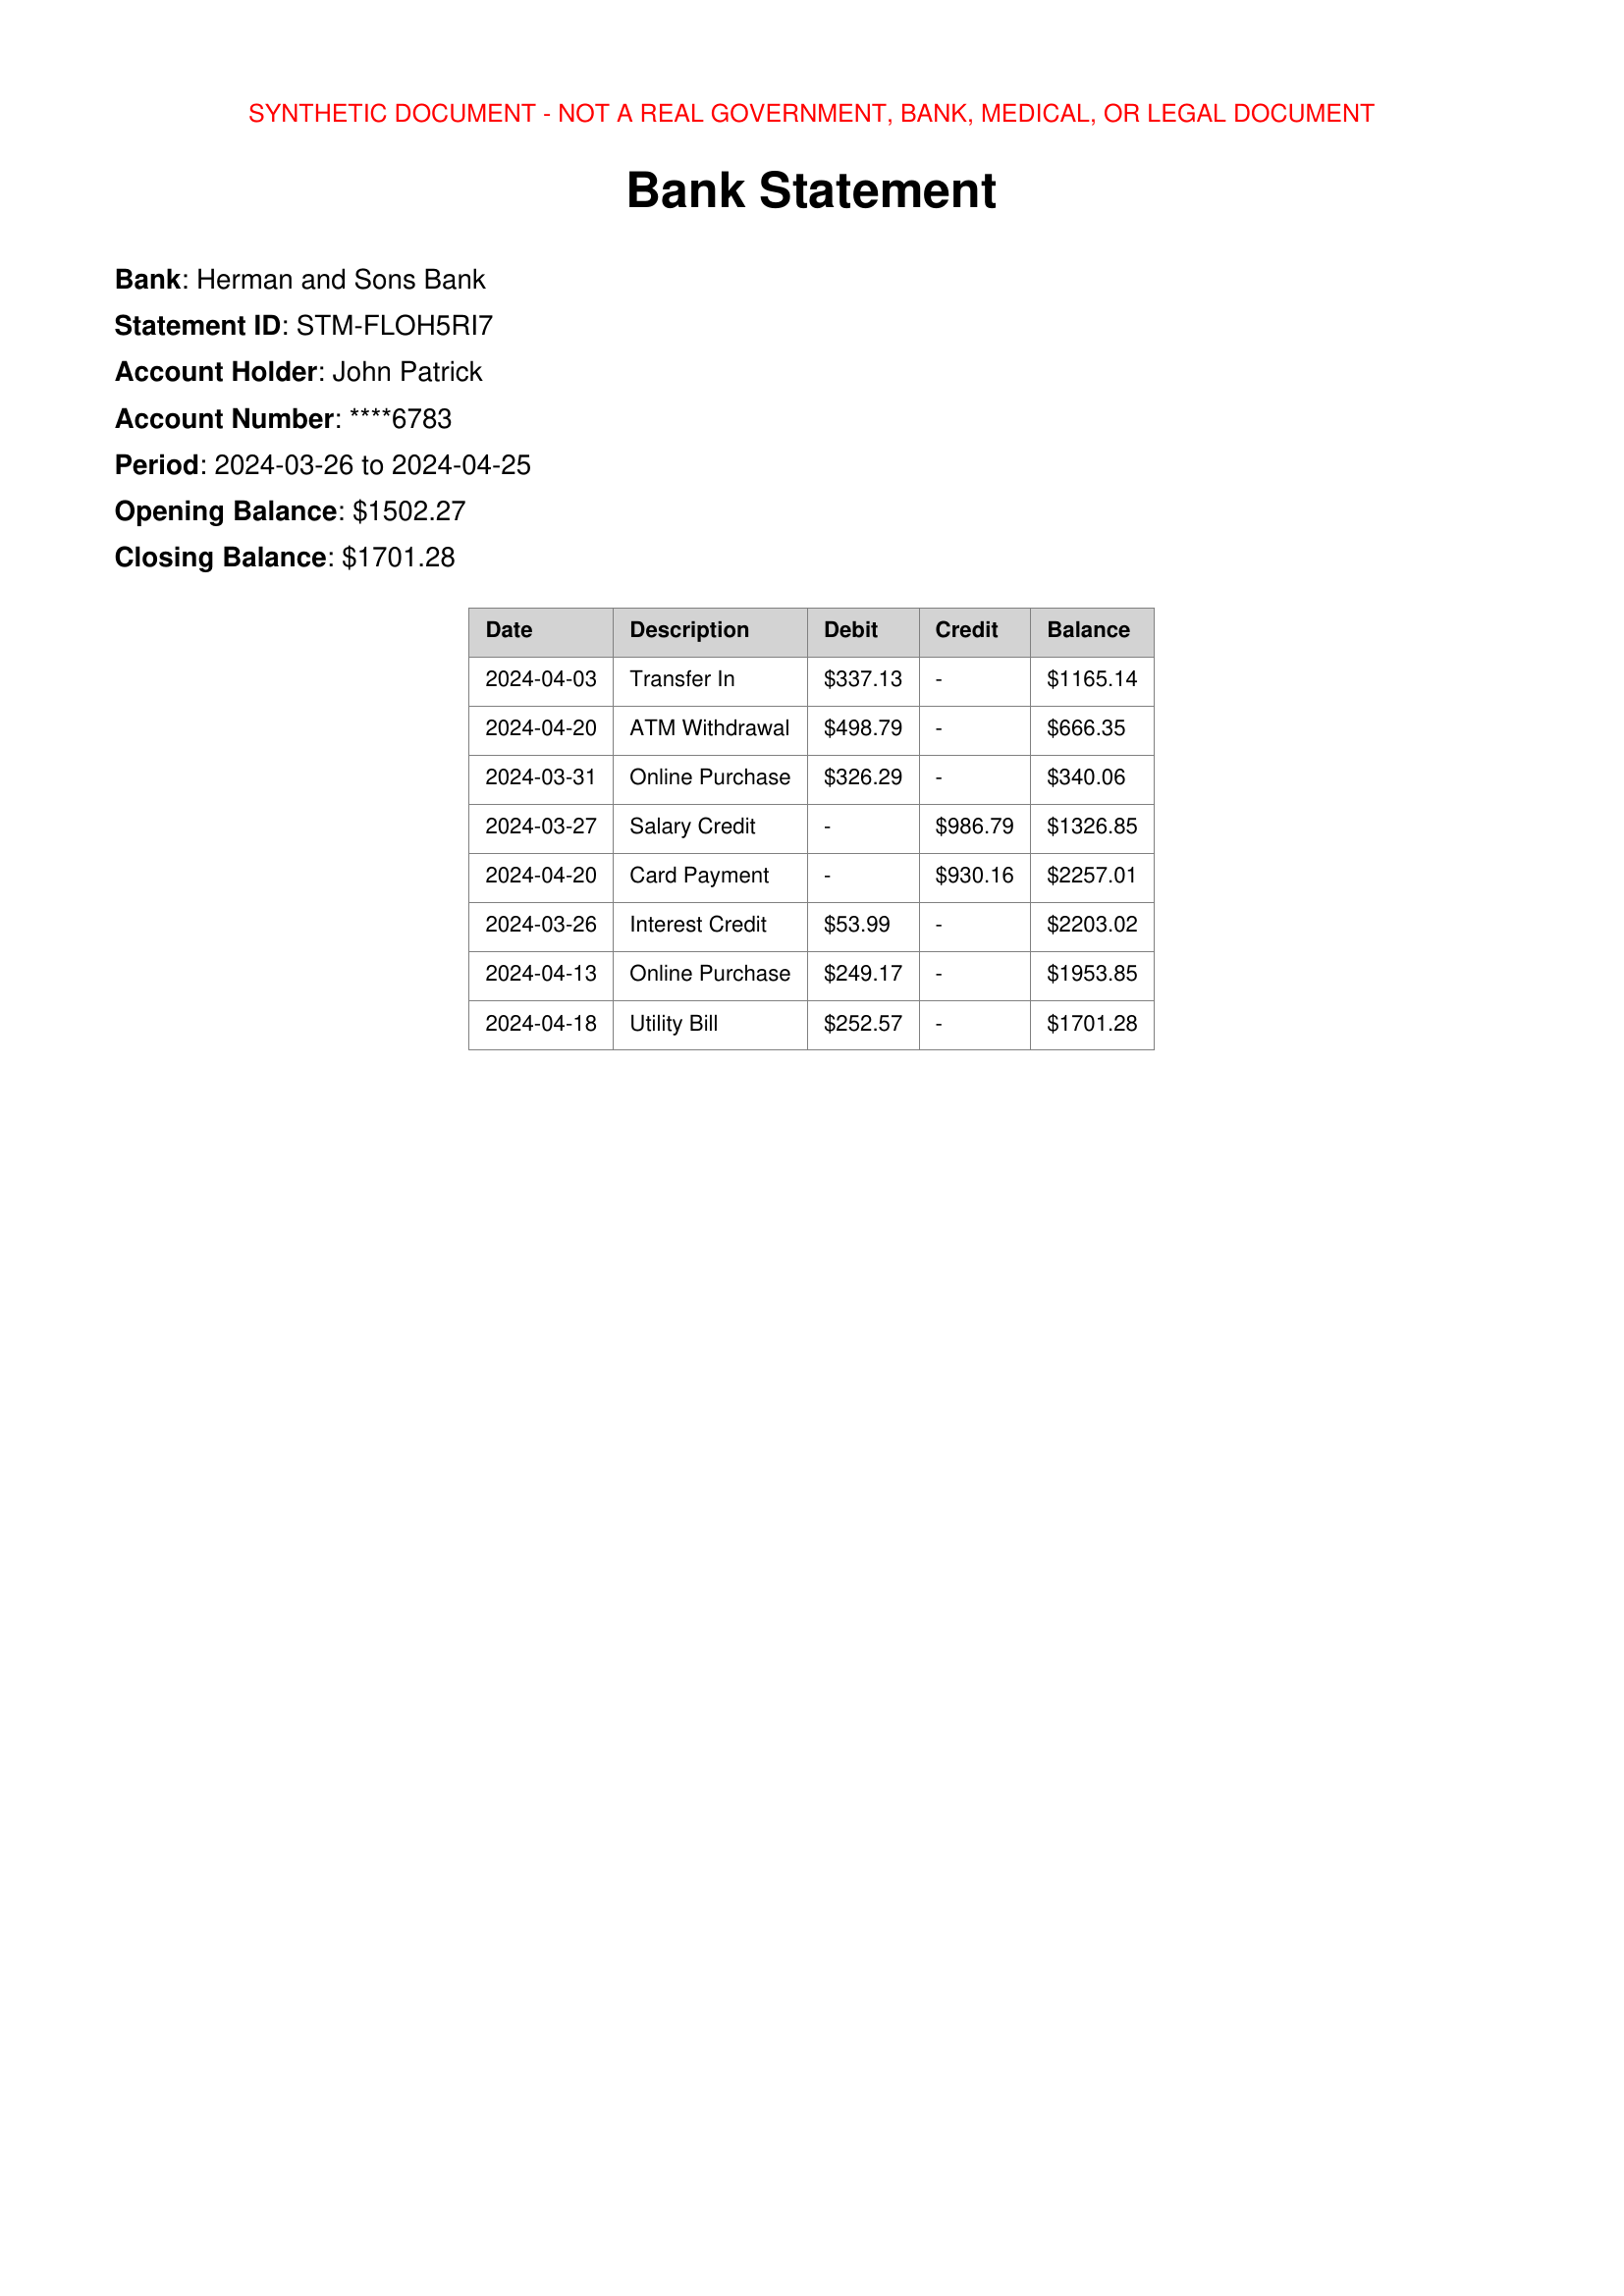 SYNTHETIC DOCUMENT - NOT A REAL GOVERNMENT, BANK, MEDICAL, OR LEGAL DOCUMENT
Bank Statement
Bank: Herman and Sons Bank
Statement ID: STM-FLOH5RI7
Account Holder: John Patrick
Account Number: ****6783
Period: 2024-03-26 to 2024-04-25
Opening Balance: $1502.27
Closing Balance: $1701.28
Date Description Debit Credit Balance
2024-04-03 Transfer In $337.13 - $1165.14
2024-04-20 ATM Withdrawal $498.79 - $666.35
2024-03-31 Online Purchase $326.29 - $340.06
2024-03-27 Salary Credit - $986.79 $1326.85
2024-04-20 Card Payment - $930.16 $2257.01
2024-03-26 Interest Credit $53.99 - $2203.02
2024-04-13 Online Purchase $249.17 - $1953.85
2024-04-18 Utility Bill $252.57 - $1701.28